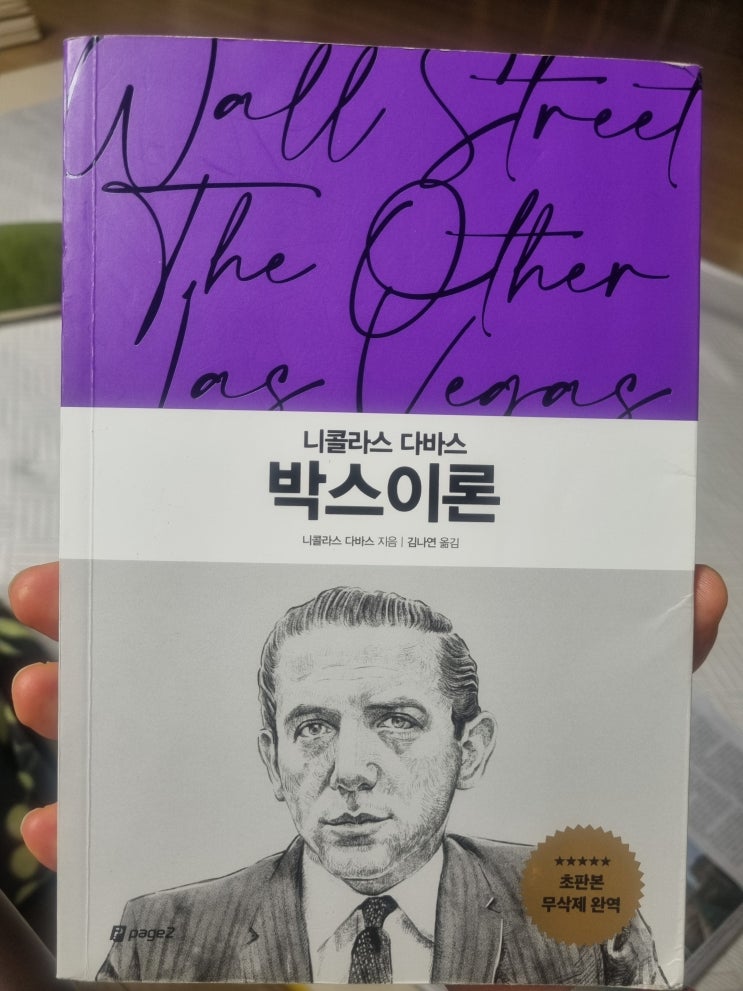 Wall Street
The Other
Las Vegas
니콜라스 다바스
박스이론
니콜라스 다바스 지음 | 김나연 옮김
★★★★★
초판본
무삭제 완역
page2